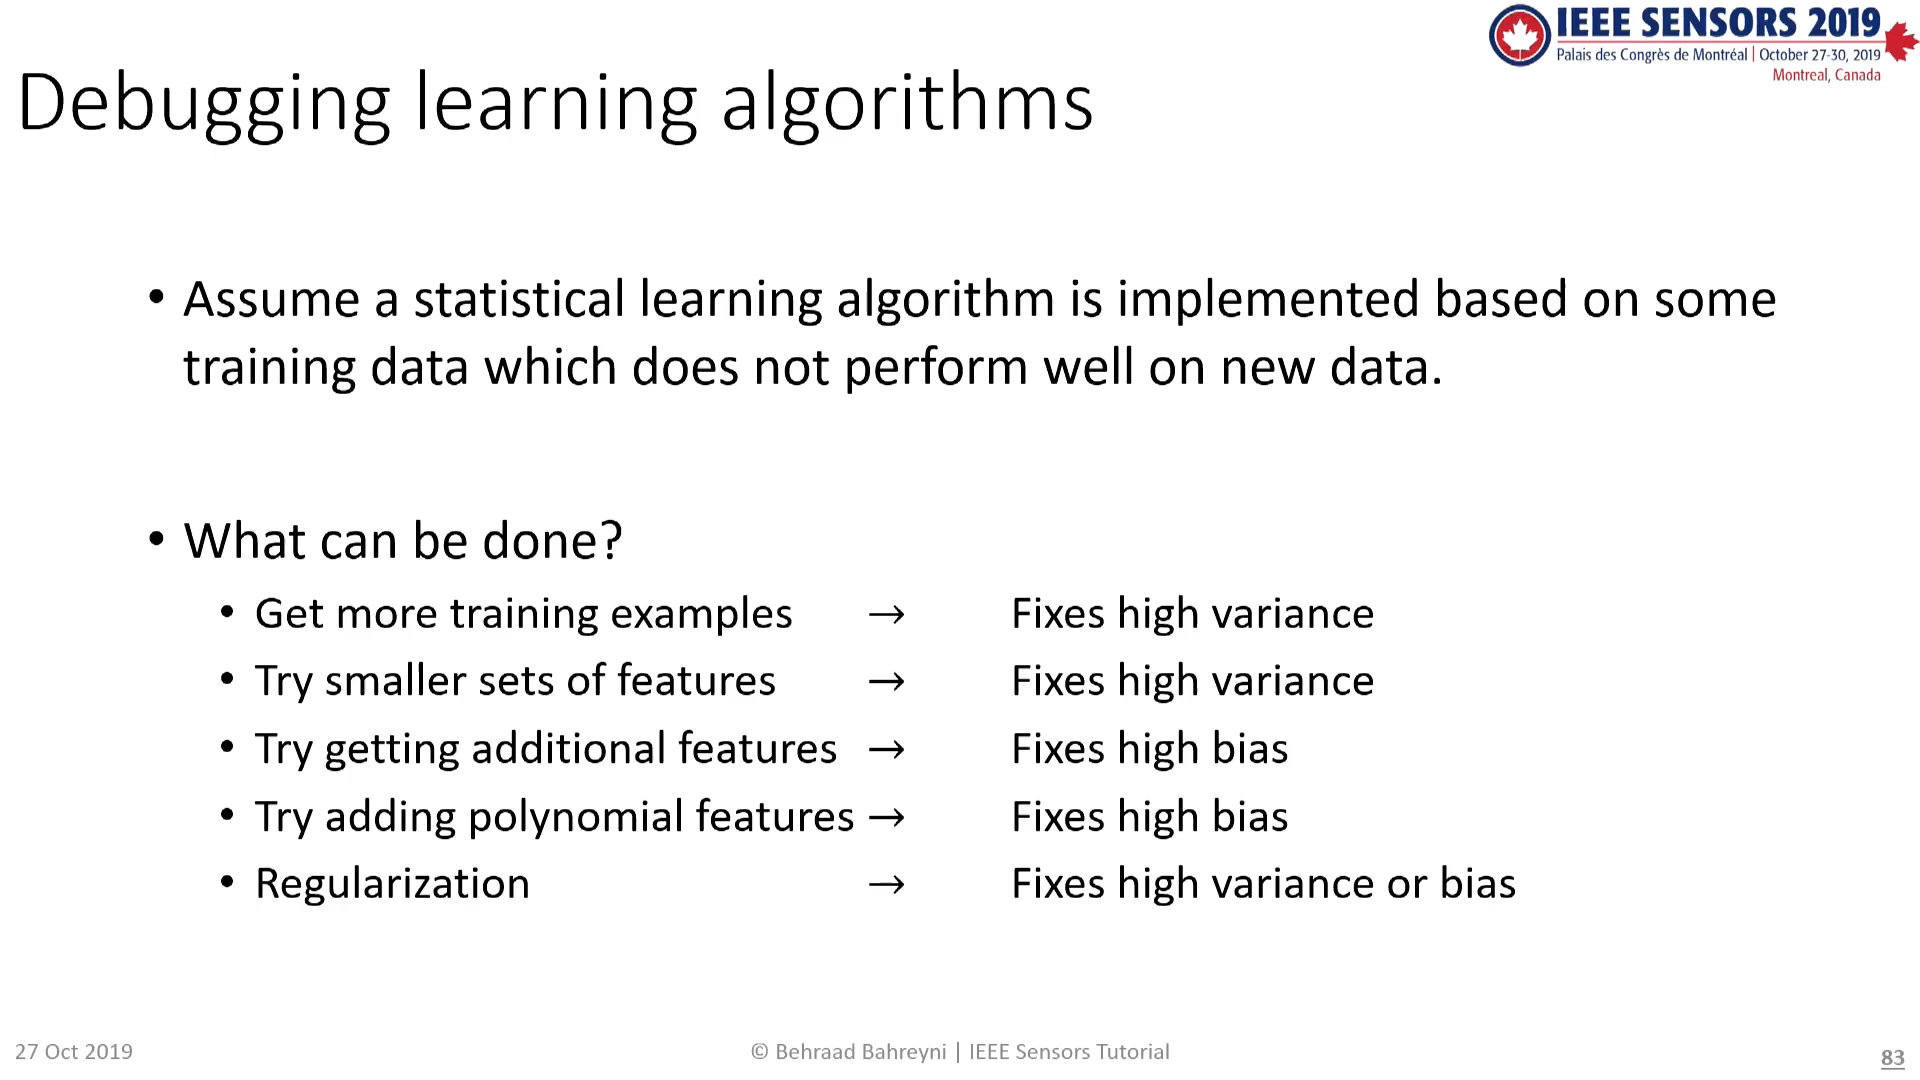 IEEE SENSORS 2019
Palais des Congrès de Montréal | October 27-30, 2019
Montreal, Canada
Debugging learning algorithms
• Assume a statistical learning algorithm is implemented based on some
training data which does not perform well on new data.
• What can be done?
• Get more training examples → Fixes high variance
• Try smaller sets of features → Fixes high variance
• Try getting additional features → Fixes high bias
• Try adding polynomial features → Fixes high bias
• Regularization → Fixes high variance or bias
27 Oct 2019
© Behraad Bahreyni | IEEE Sensors Tutorial
83